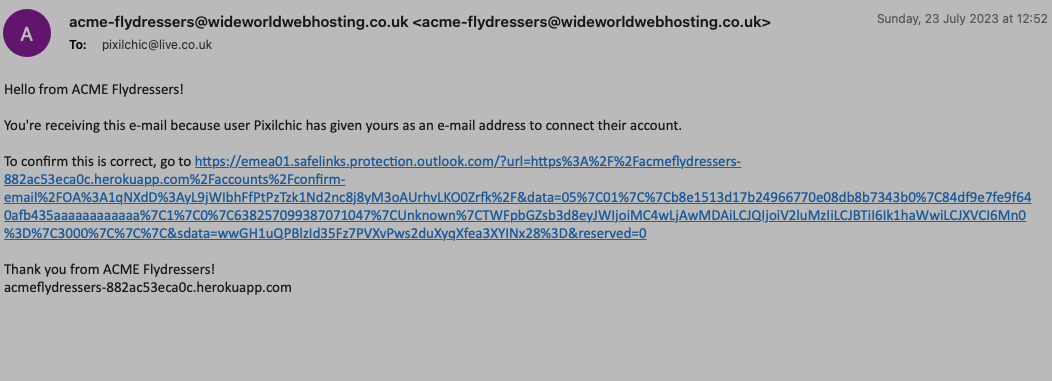 A
acme-flydressers@wideworldwebhosting.co.uk <acme-flydressers@wideworldwebhosting.co.uk>
Sunday, 23 July 2023 at 12:52
To: pixilchic@live.co.uk
Hello from ACME Flydressers!
You're receiving this e-mail because user Pixilchic has given yours as an e-mail address to connect their account.
To confirm this is correct, go to https://emea01.safelinks.protection.outlook.com/?url=https%3A%2F%2Facmeflydressers-
882ac53eca0c.herokuapp.com%2Faccounts%2Fconfirm-
email%2FOA%3A1qNXdD%3AyL9jWIbhFfPtPzTzk1Nd2nc8j8yM3oAUrhvLKO0Zrfk%2F&data=05%7C01%7C%7Cb8e1513d17b24966770e08db8b7343b0%7C84df9e7fe9f64
0afb435aaaaaaaaaaaa%7C1%7C0%7C638257099387071047%7CUnknown%7CTWFpbGZsb3d8eyJWIjoiMC4wLjAwMDAiLCJQIjoiV2luMzIiLCJBTiI6Ik1haWwiLCJXVCI6Mn0
%3D%7C3000%7C%7C%7C&sdata=wwGH1uQPBlzId35Fz7PVXvPws2duXyqXfea3XYINx28%3D&reserved=0
Thank you from ACME Flydressers!
acmeflydressers-882ac53eca0c.herokuapp.com